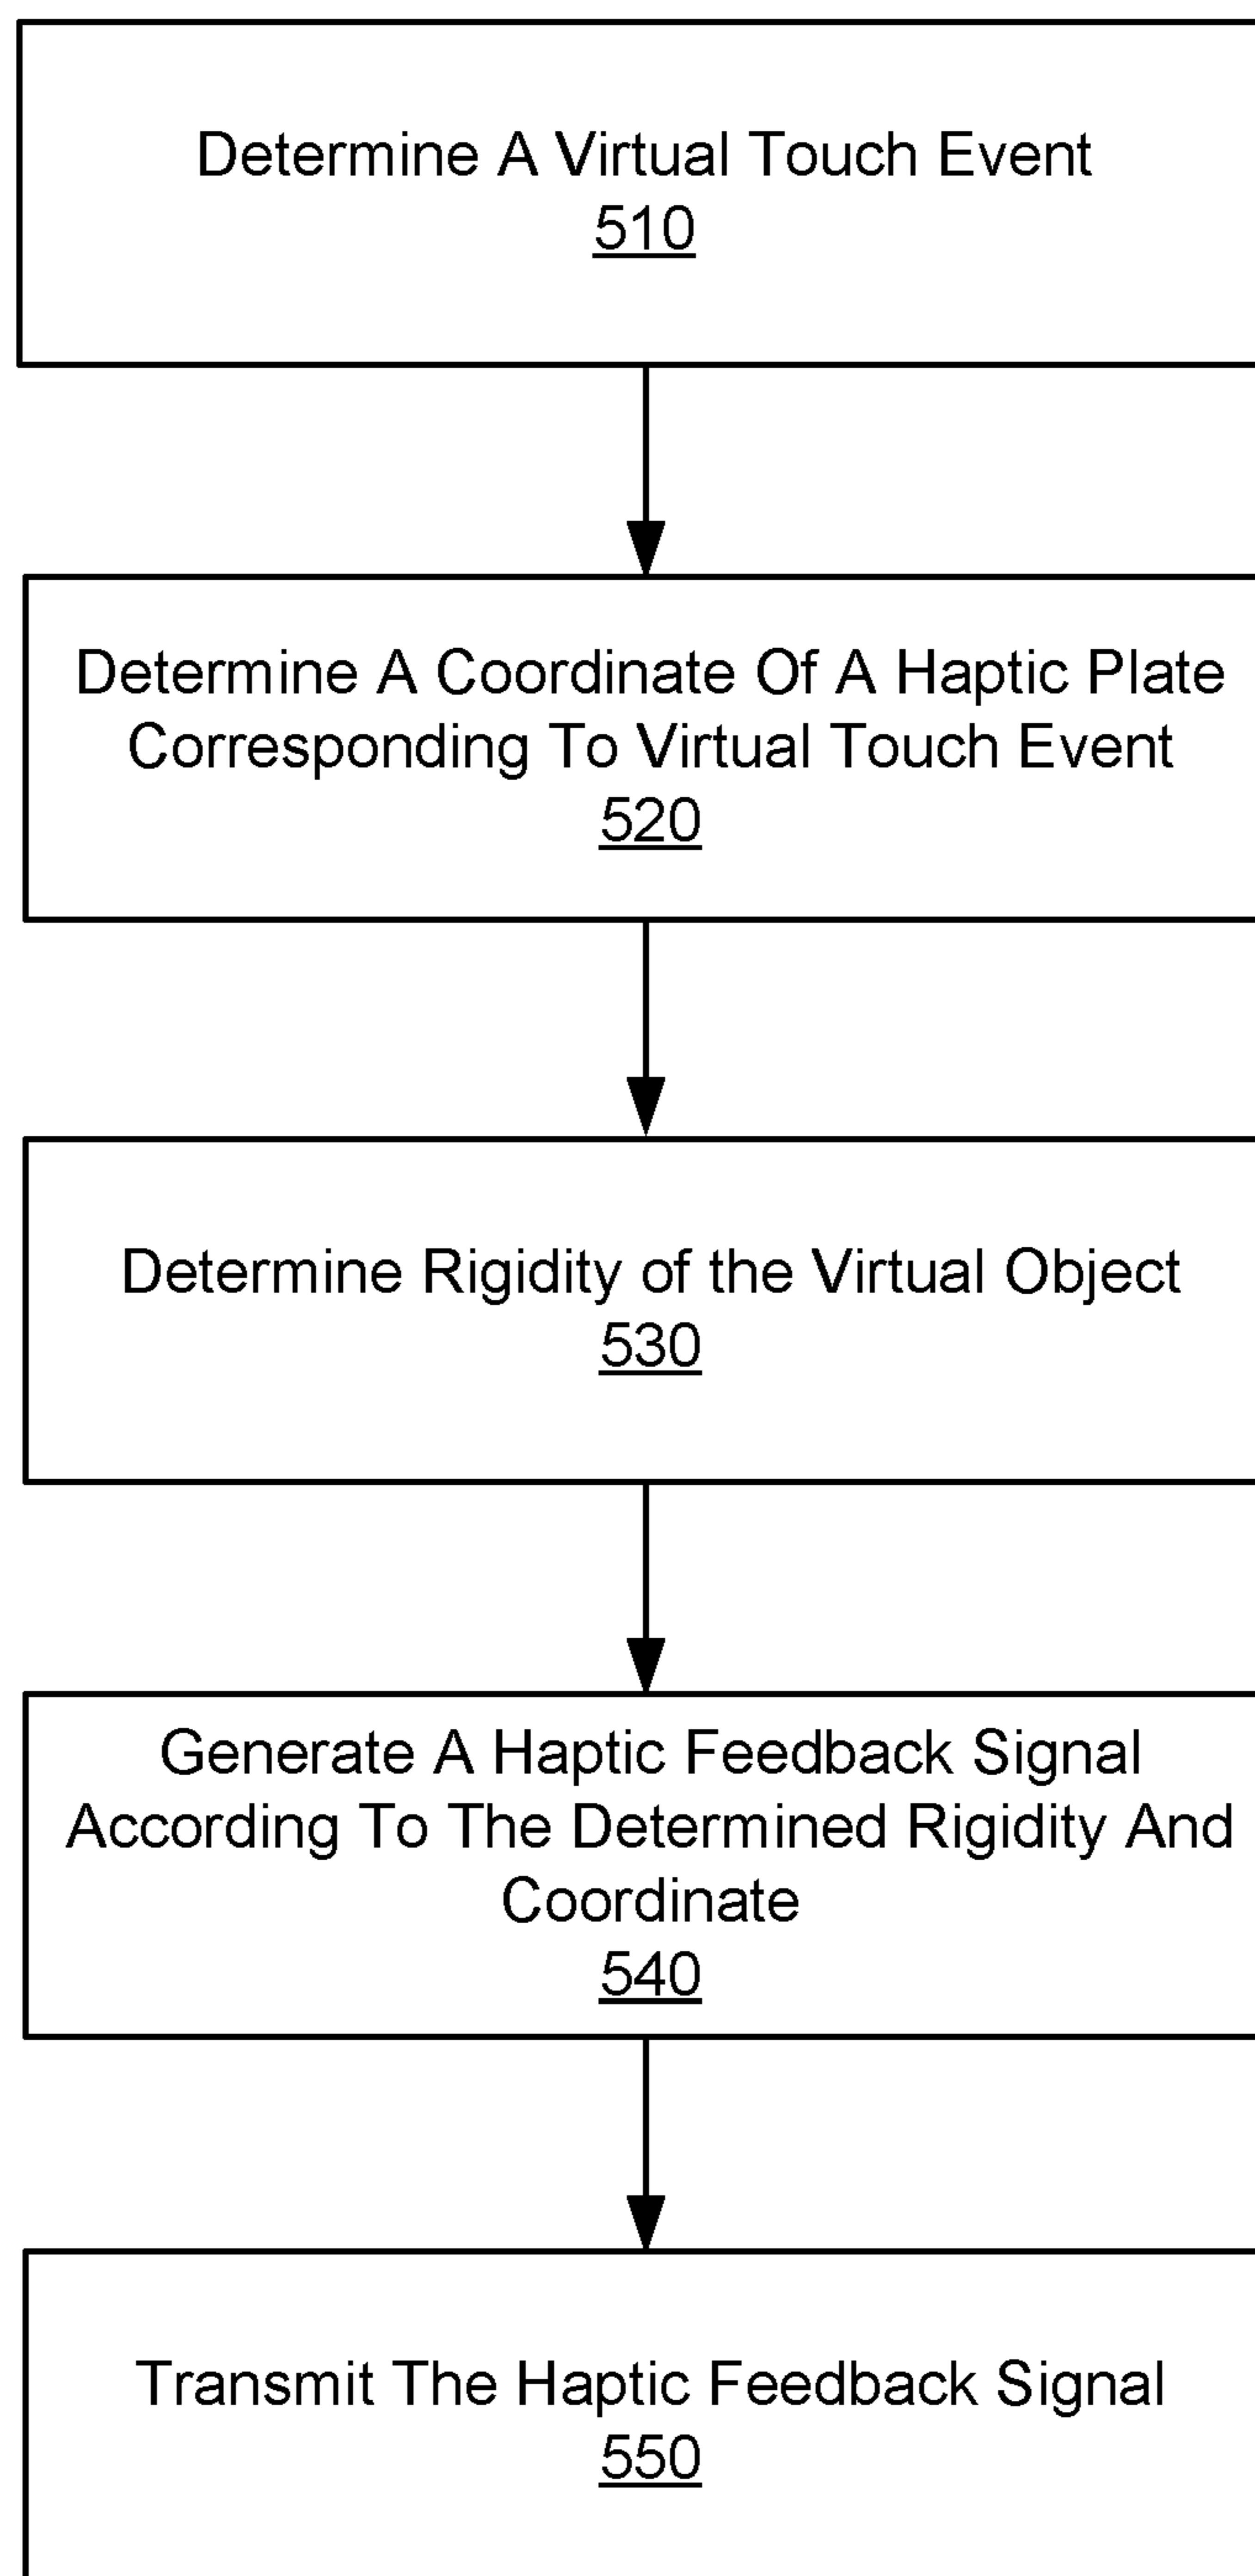 Determine A Virtual Touch Event
510
Determine A Coordinate Of A Haptic Plate
Corresponding To Virtual Touch Event
520
Determine Rigidity of the Virtual Object
530
Generate A Haptic Feedback Signal
According To The Determined Rigidity And
Coordinate
540
Transmit The Haptic Feedback Signal
550